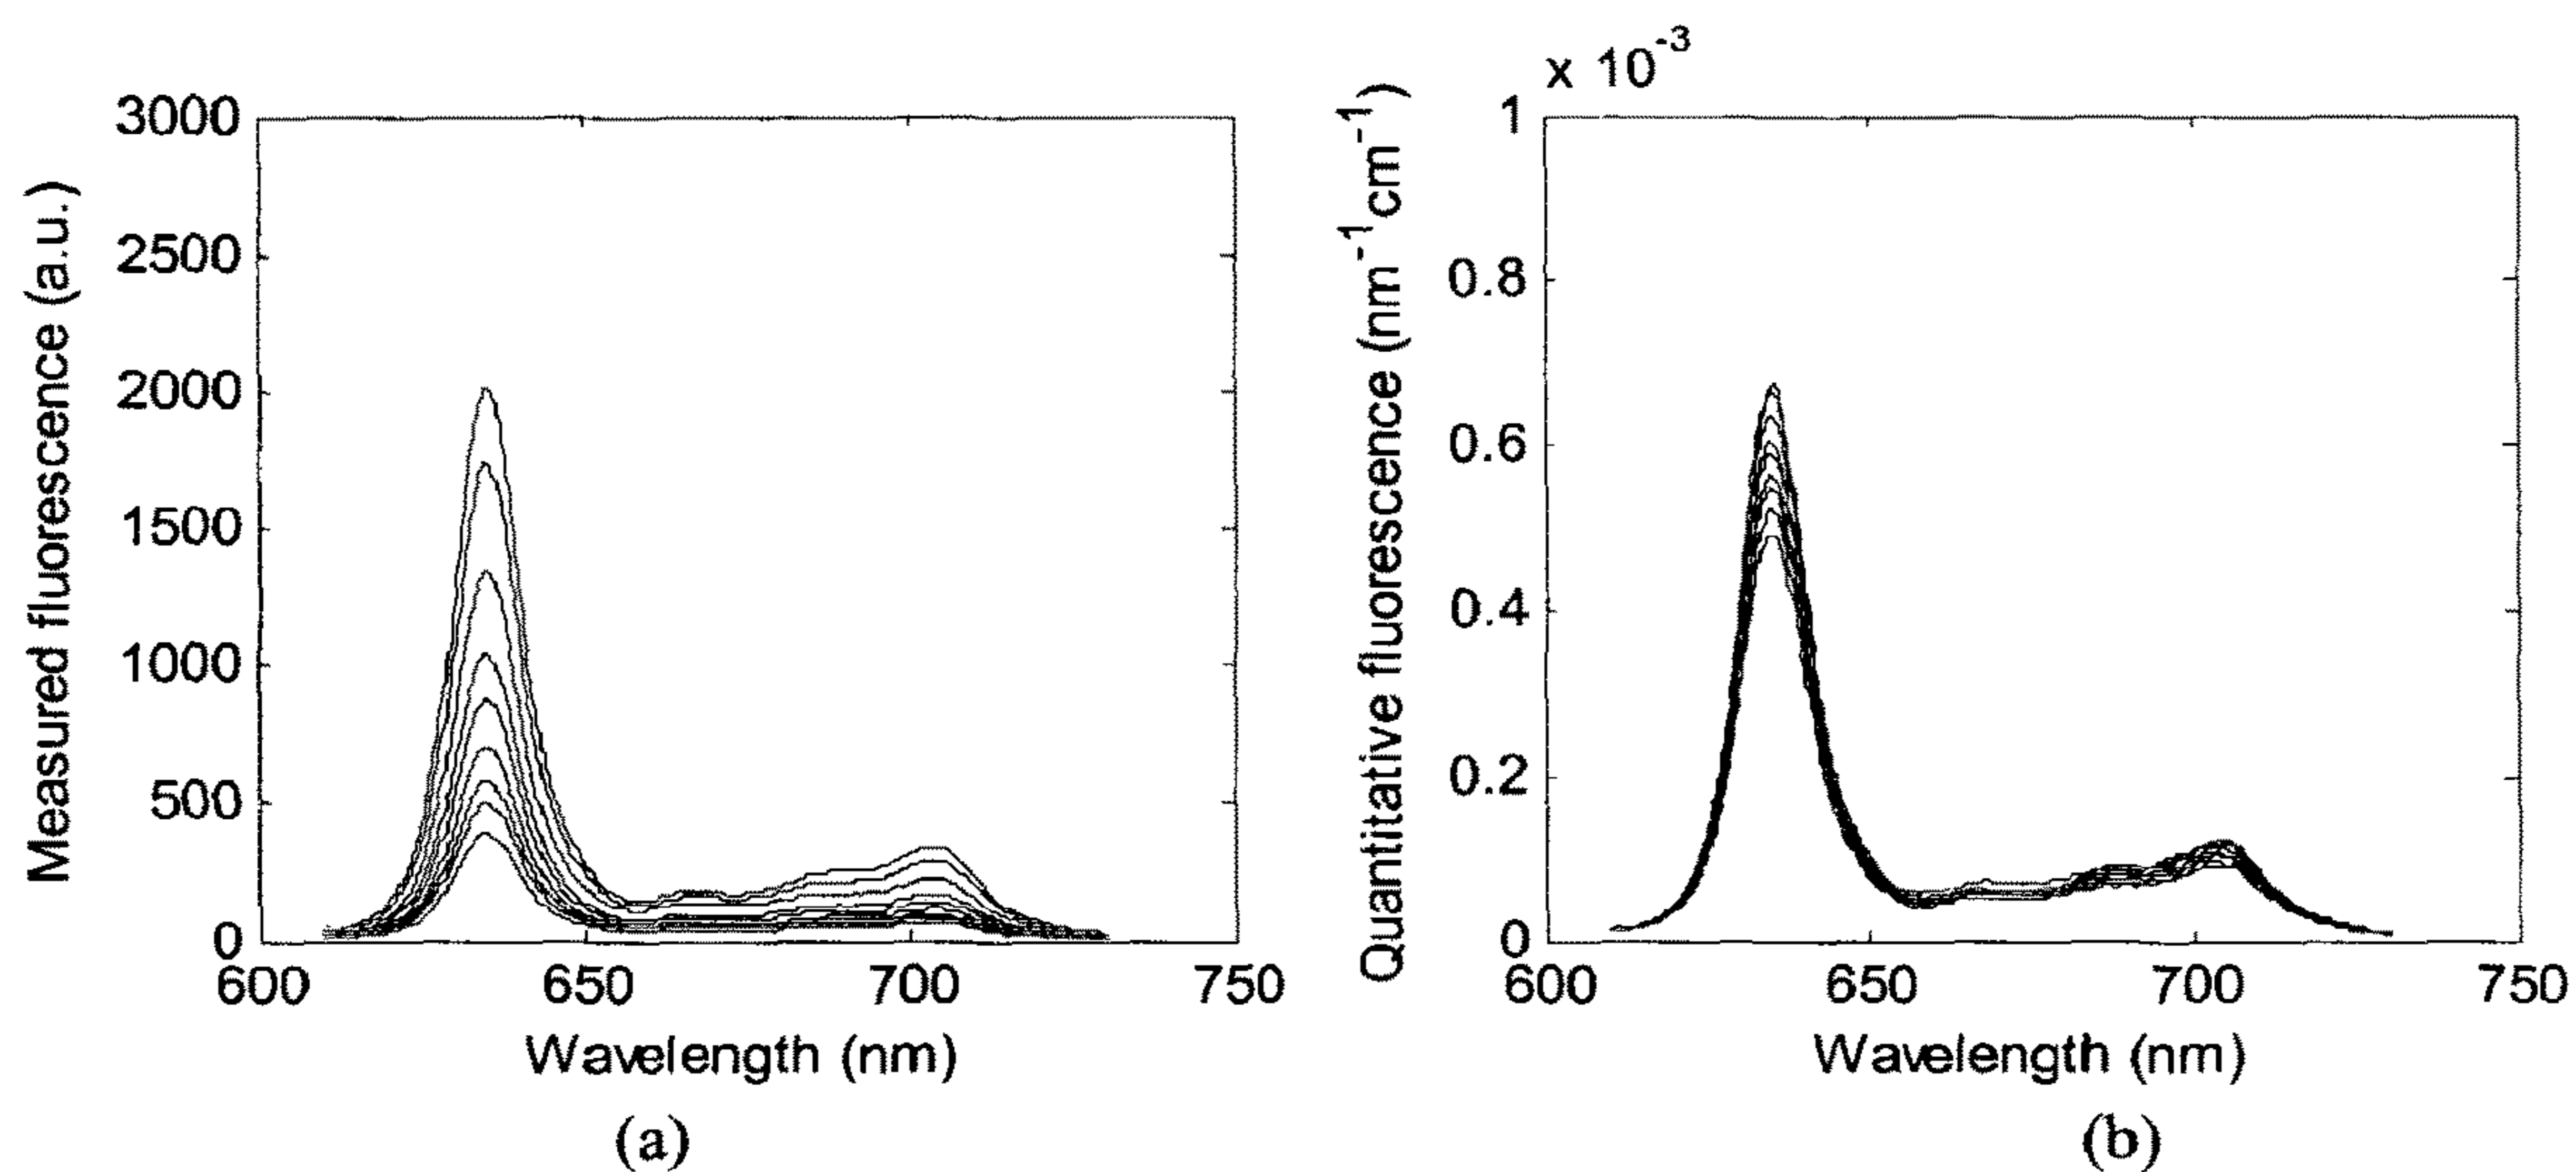 Measured fluorescence (a.u.)
3000
2500
2000
1500
1000
500
0
600 650 700 750
Wavelength (nm)
(a)
x 10⁻³
Quantitative fluorescence (nm⁻¹cm⁻¹)
1
0.8
0.6
0.4
0.2
0
600 650 700 750
Wavelength (nm)
(b)